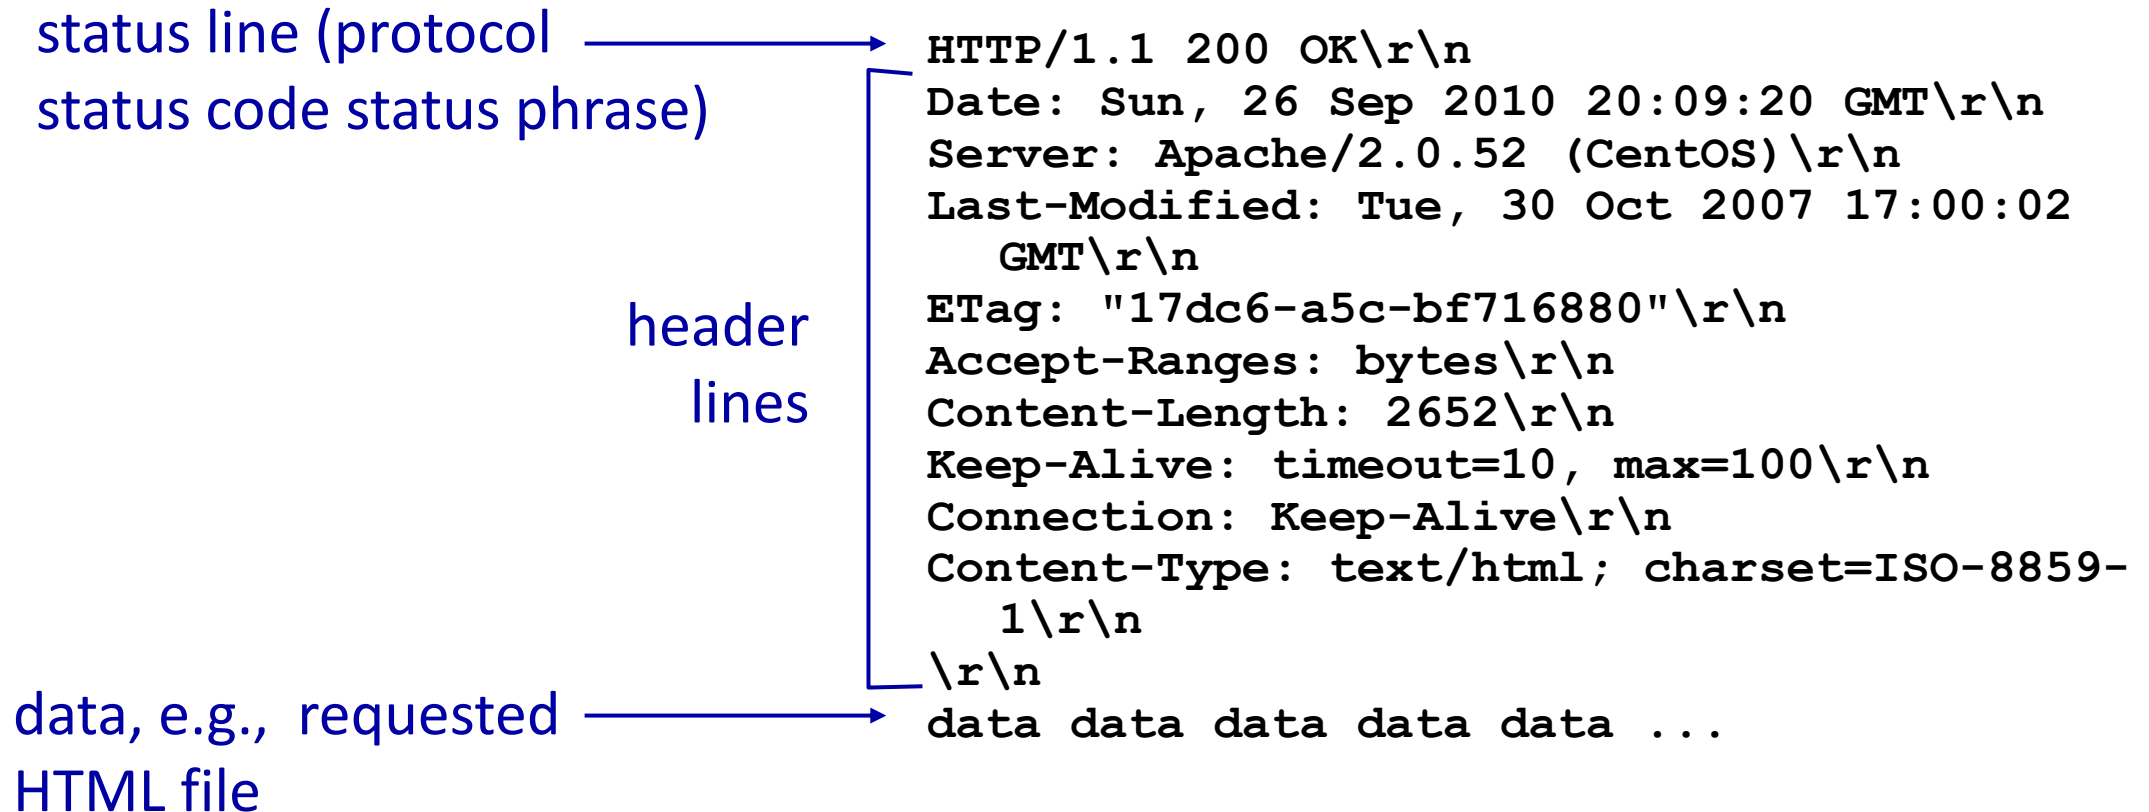 status line (protocol
status code status phrase)
HTTP/1.1 200 OK\r\n
Date: Sun, 26 Sep 2010 20:09:20 GMT\r\n
Server: Apache/2.0.52 (CentOS)\r\n
Last-Modified: Tue, 30 Oct 2007 17:00:02
GMT\r\n
ETag: "17dc6-a5c-bf716880"\r\n
Accept-Ranges: bytes\r\n
Content-Length: 2652\r\n
Keep-Alive: timeout=10, max=100\r\n
Connection: Keep-Alive\r\n
Content-Type: text/html; charset=ISO-8859-
1\r\n
\r\n
data data data data data ...
header
lines
data, e.g., requested
HTML file